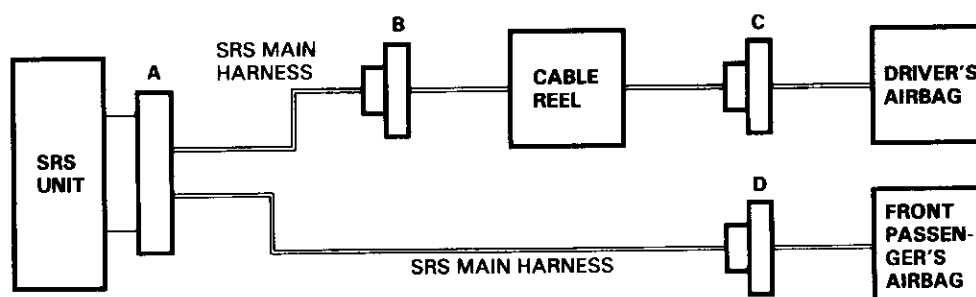 SRS
UNIT
A
SRS MAIN
HARNESS
B
CABLE
REEL
C
DRIVER'S
AIRBAG
SRS MAIN HARNESS
D
FRONT
PASSEN-
GER'S
AIRBAG